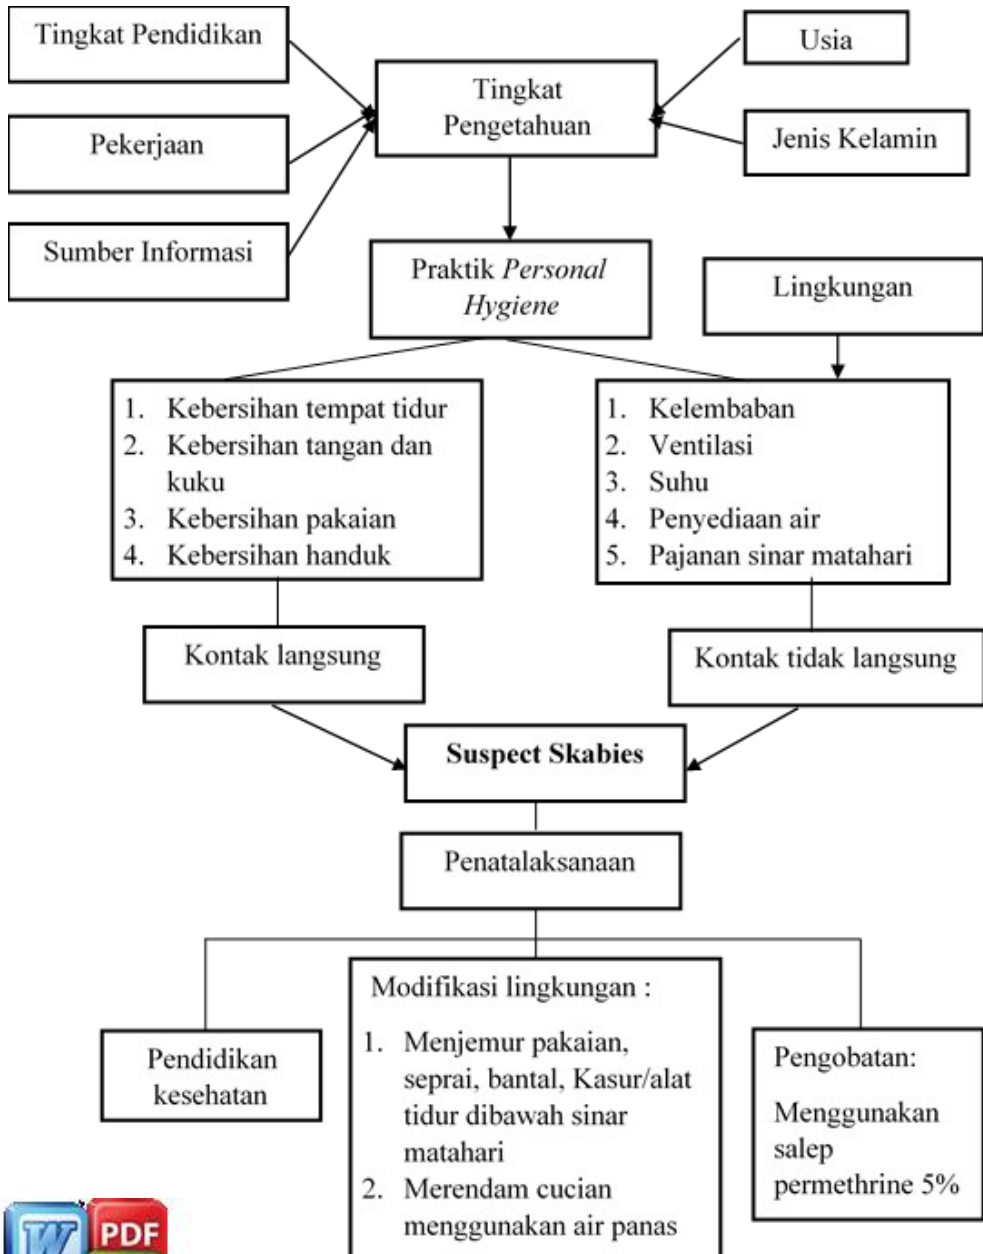 Tingkat Pendidikan
Usia
Tingkat
Pengetahuan
Pekerjaan
Jenis Kelamin
Sumber Informasi
Praktik Personal
Hygiene
Lingkungan
1. Kebersihan tempat tidur
2. Kebersihan tangan dan
kuku
3. Kebersihan pakaian
4. Kebersihan handuk
1. Kelembaban
2. Ventilasi
3. Suhu
4. Penyediaan air
5. Pajanan sinar matahari
Kontak langsung
Kontak tidak langsung
Suspect Skabies
Penatalaksanaan
Pendidikan
kesehatan
Modifikasi lingkungan :
1. Menjemur pakaian,
seprai, bantal, Kasur/alat
tidur dibawah sinar
matahari
2. Merendam cucian
menggunakan air panas
Pengobatan:
Menggunakan
salep
permethrine 5%
W
PDF